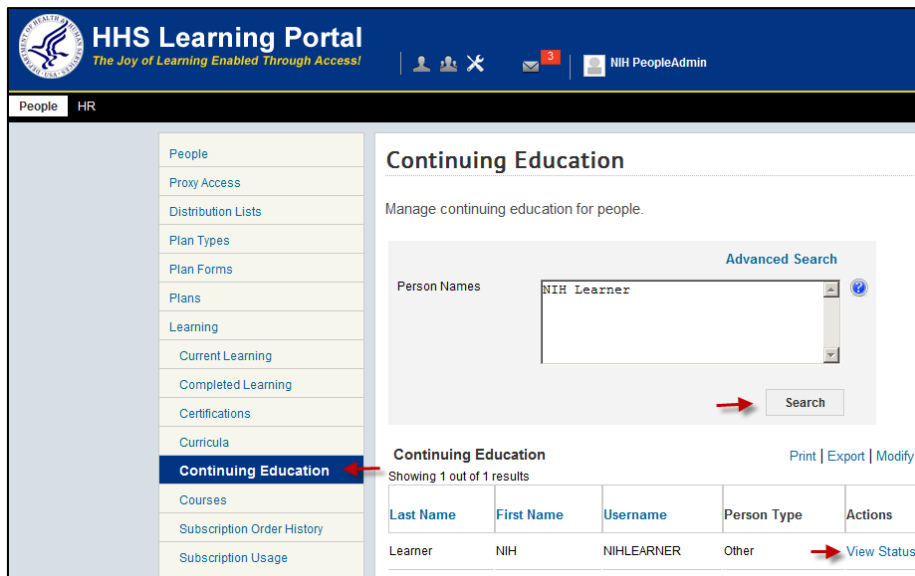 HHS Learning Portal
The Joy of Learning Enabled Through Access!
3
NIH PeopleAdmin
People HR
People
Proxy Access
Distribution Lists
Plan Types
Plan Forms
Plans
Learning
Current Learning
Completed Learning
Certifications
Curricula
Continuing Education
Courses
Subscription Order History
Subscription Usage
Continuing Education
Manage continuing education for people.
Advanced Search
Person Names
NIH Learner
?
Search
Continuing Education
Print | Export | Modify
Showing 1 out of 1 results
Last Name First Name Username Person Type Actions
Learner NIH NIHLEARNER Other View Status